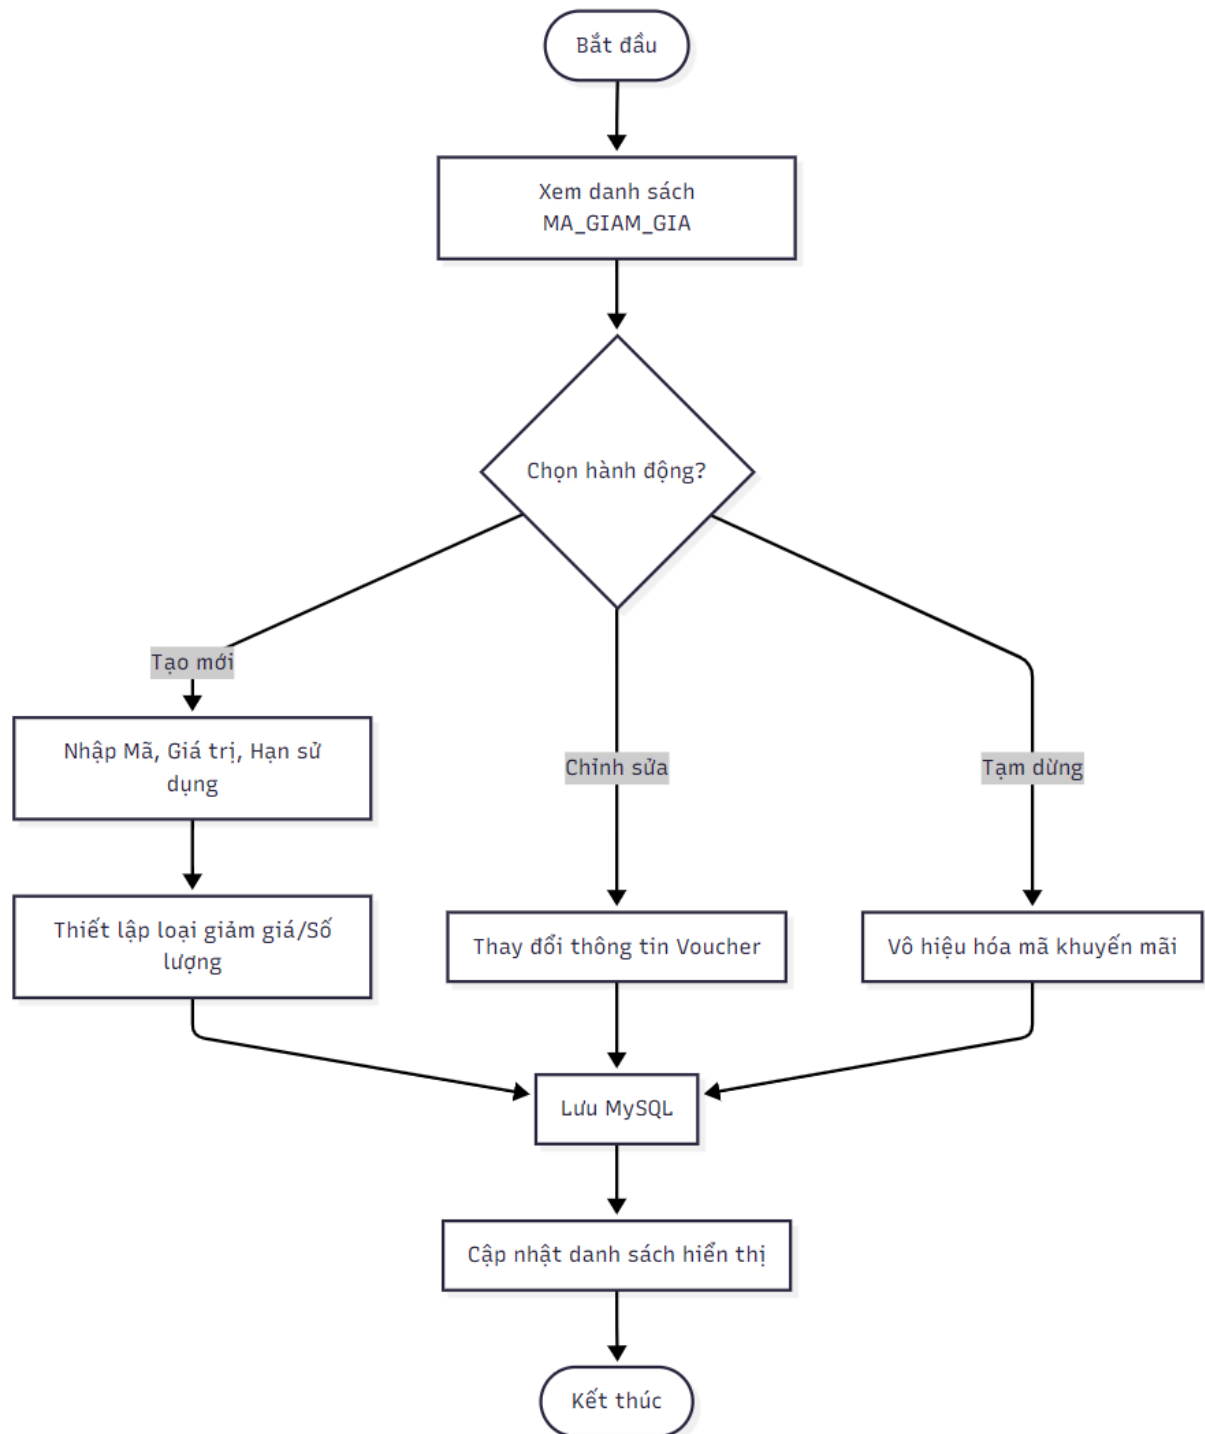 Bắt đầu
Xem danh sách
MA_GIAM_GIA
Chọn hành động?
Tạo mới
Nhập Mã, Giá trị, Hạn sử
dụng
Chỉnh sửa
Tạm dừng
Thiết lập loại giảm giá/Số
lượng
Thay đổi thông tin Voucher
Vô hiệu hóa mã khuyến mãi
Lưu MySQL
Cập nhật danh sách hiển thị
Kết thúc